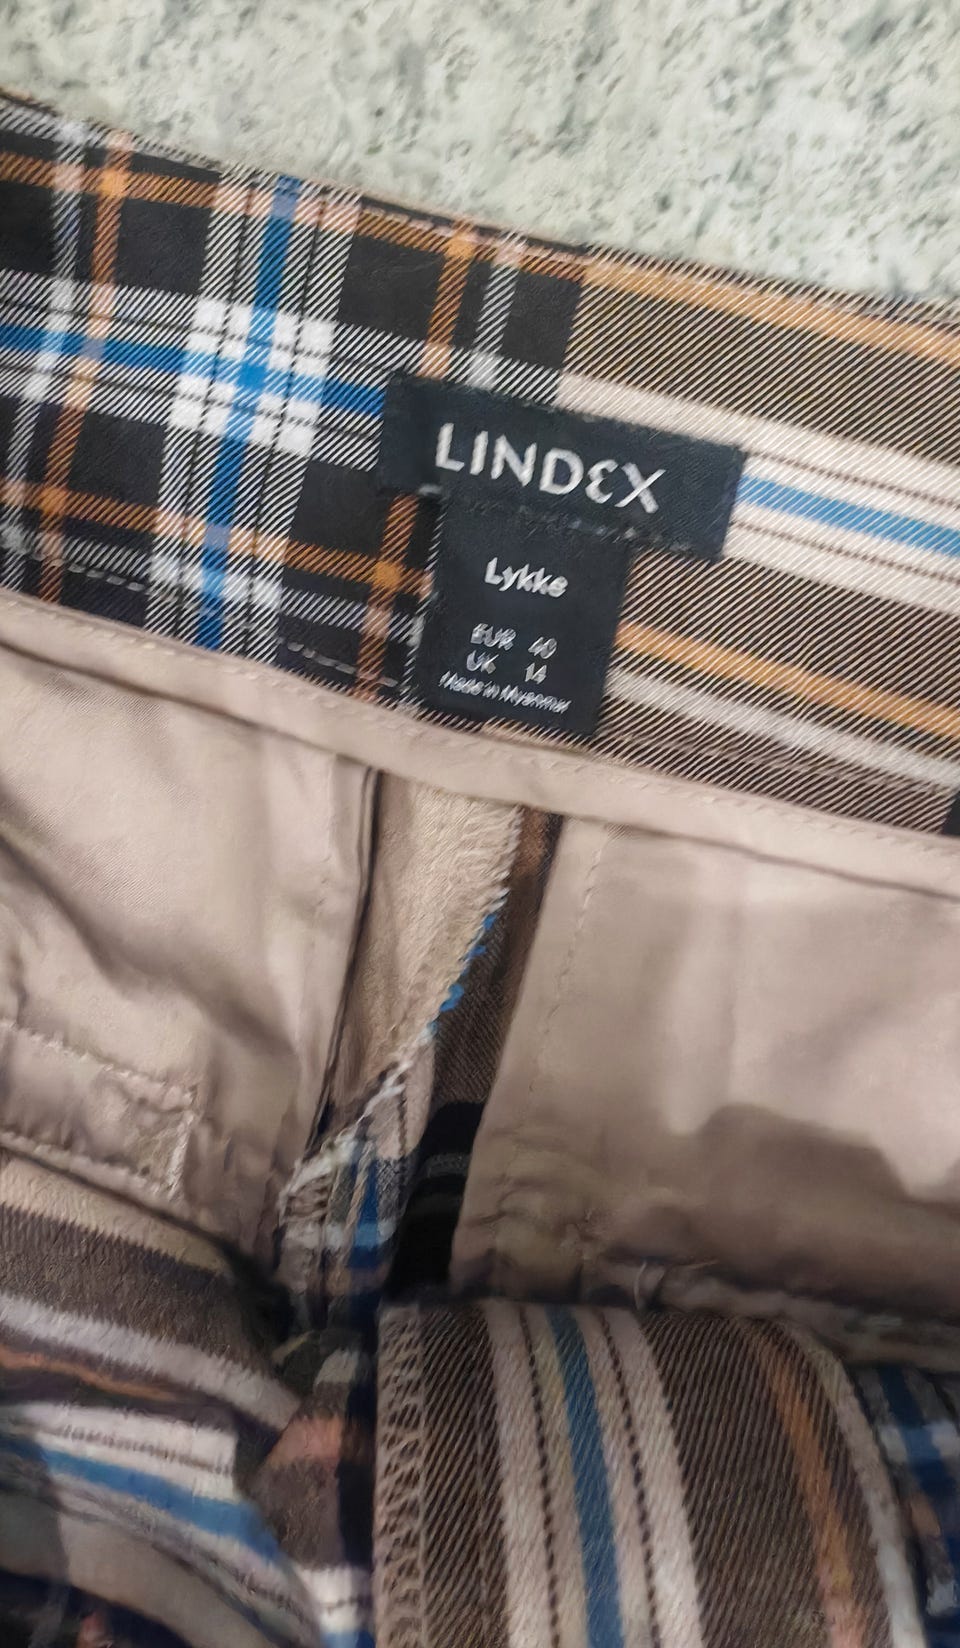 LINDEX
Lykke
EUR 40
UK 14
Made in Myanmar